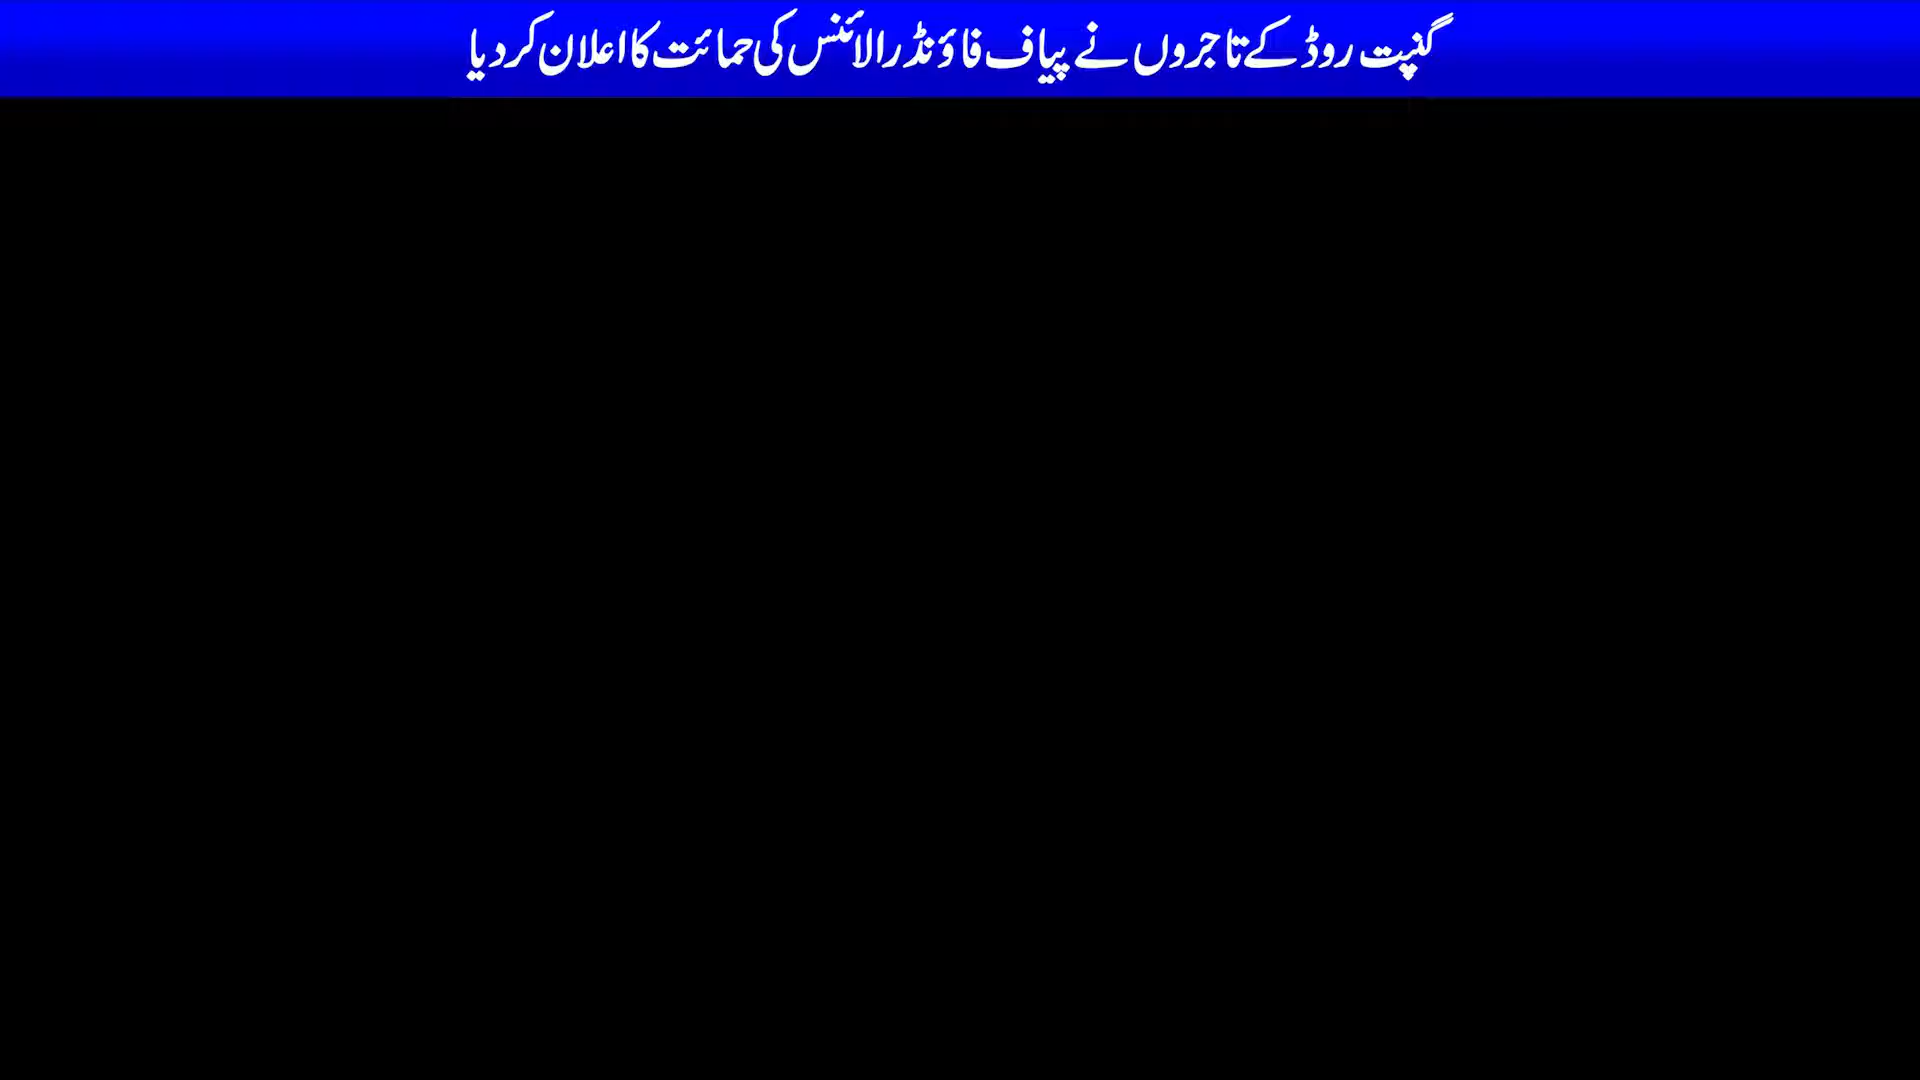 گنپت روڈ کے تاجروں نے پیاف فاؤنڈر الائنس کی حمائت کا اعلان کردیا